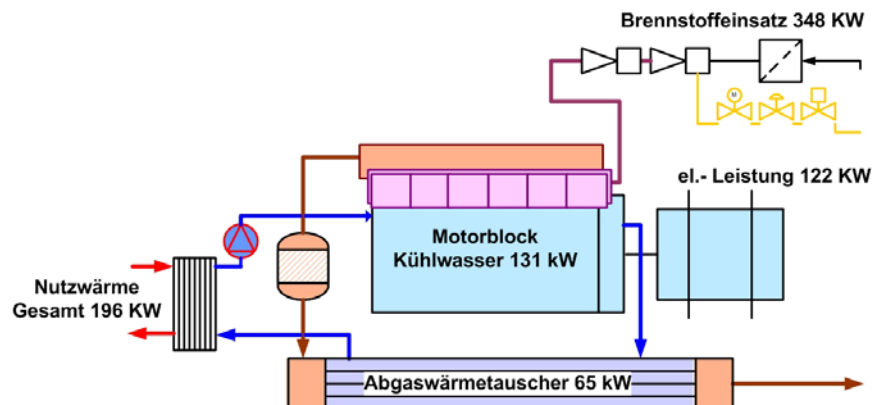 Brennstoffeinsatz 348 KW
M
el.- Leistung 122 KW
Motorblock
Kühlwasser 131 kW
Nutzwärme
Gesamt 196 KW
Abgaswärmetauscher 65 kW